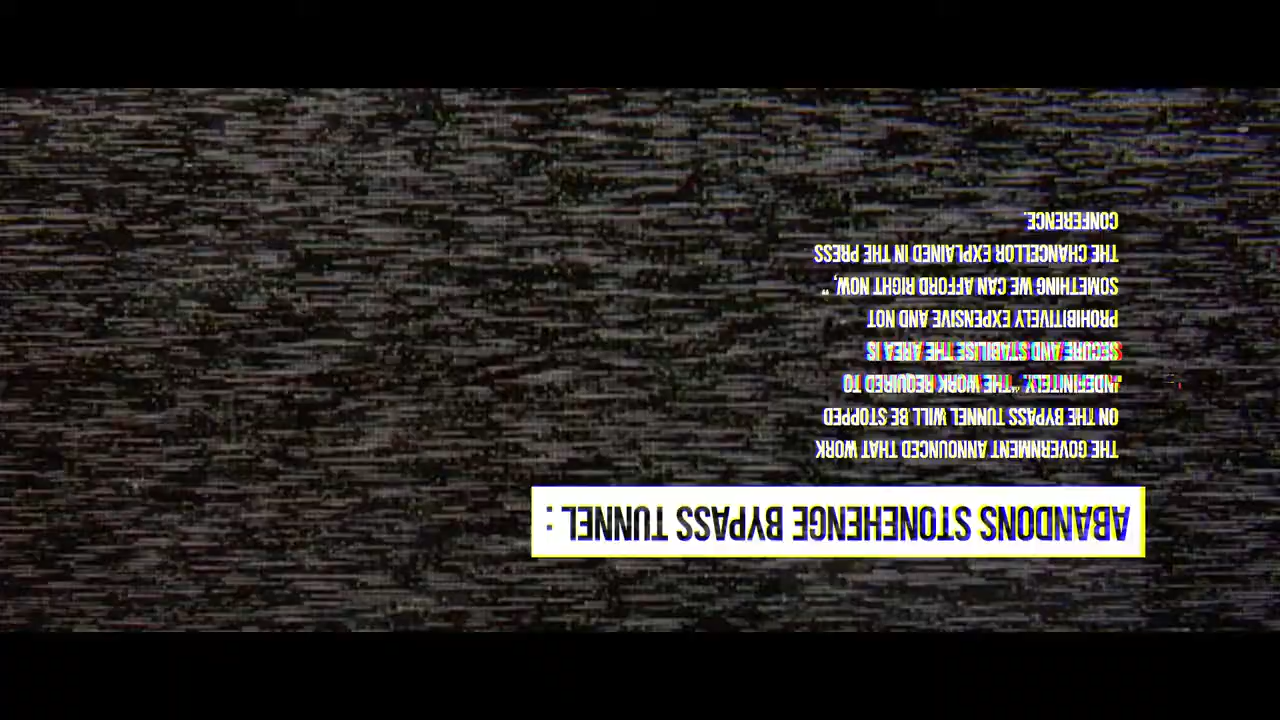 ABANDONS STONEHENGE BYPASS TUNNEL :
THE GOVERNMENT ANNOUNCED THAT WORK
ON THE BYPASS TUNNEL WILL BE STOPPED
INDEFINITELY. “THE WORK REQUIRED TO
SECURE AND STABILISE THE AREA IS
PROHIBITIVITELY EXPENSIVE AND NOT
SOMETHING WE CAN AFFORD RIGHT NOW, “
THE CHANCELLOR EXPLAINED IN THE PRESS
CONFERENCE.